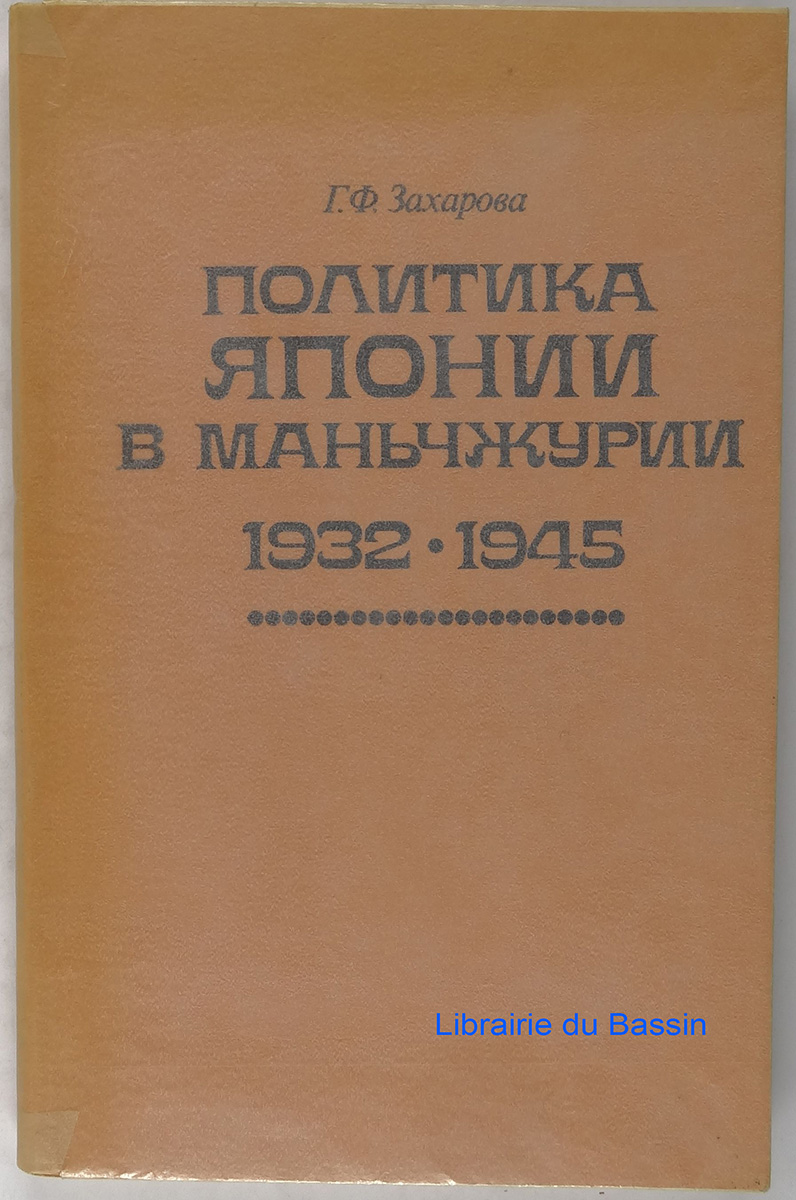 Г.Ф. Захарова
ПОЛИТИКА
ЯПОНИИ
В МАНЬЧЖУРИИ
1932 • 1945
Librairie du Bassin